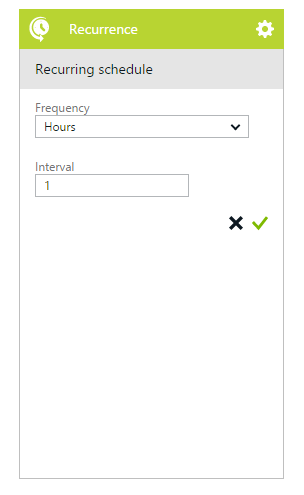 Recurrence
Recurring schedule
Frequency
Hours
Interval
1